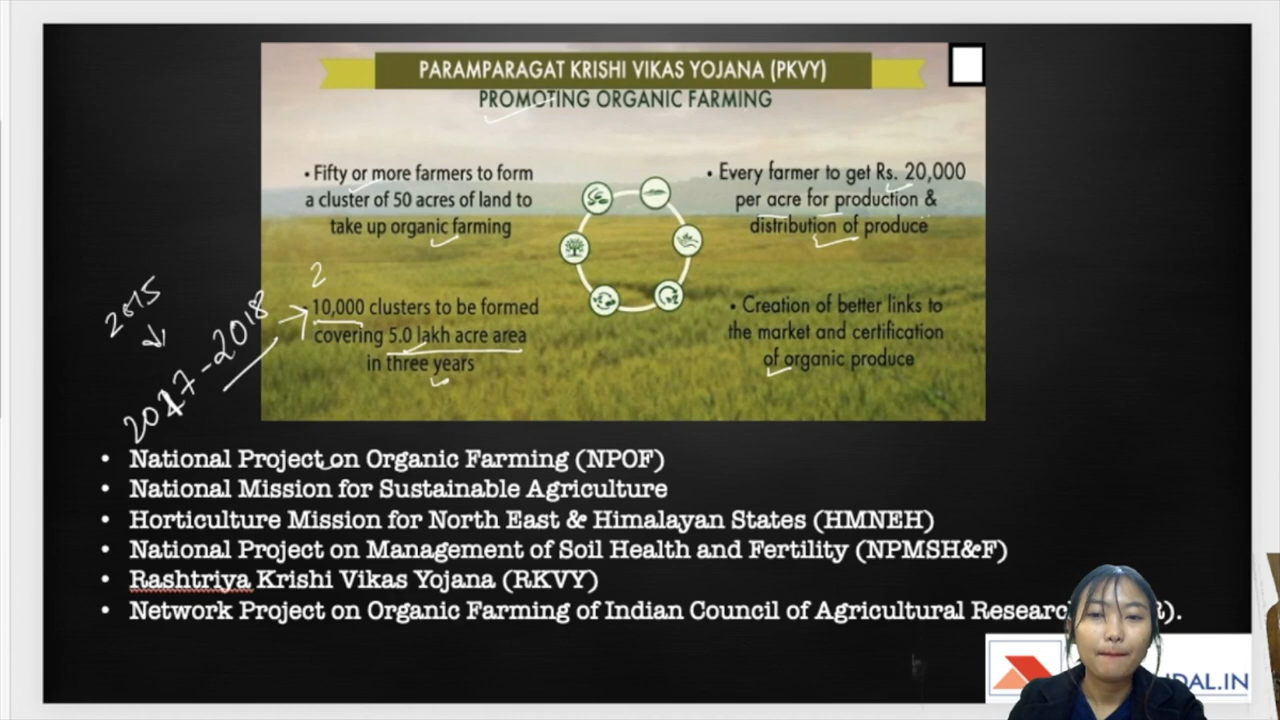 PARAMPARAGAT KRISHI VIKAS YOJANA (PKVY)
PROMOTING ORGANIC FARMING
• Fifty or more farmers to form
a cluster of 50 acres of land to
take up organic farming
• Every farmer to get Rs. 20,000
per acre for production &
distribution of produce
2
• 10,000 clusters to be formed
covering 5.0 lakh acre area
in three years
• Creation of better links to
the market and certification
of organic produce
2015
2017-2018
• National Project on Organic Farming (NPOF)
• National Mission for Sustainable Agriculture
• Horticulture Mission for North East & Himalayan States (HMNEH)
• National Project on Management of Soil Health and Fertility (NPMSH&F)
• Rashtriya Krishi Vikas Yojana (RKVY)
• Network Project on Organic Farming of Indian Council of Agricultural Research
DAL.IN